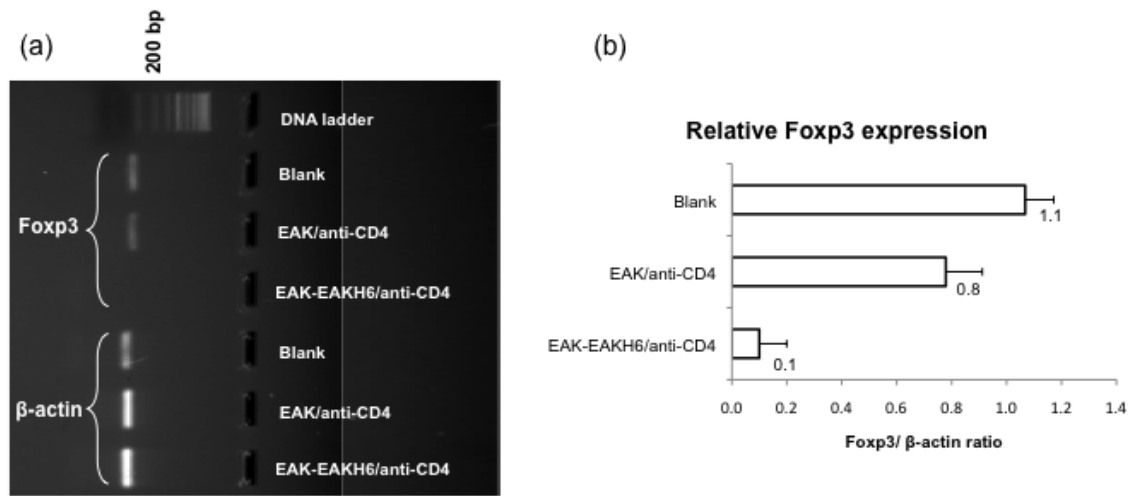 (a)
200 bp
DNA ladder
Blank
Foxp3
EAK/anti-CD4
EAK-EAKH6/anti-CD4
Blank
β-actin
EAK/anti-CD4
EAK-EAKH6/anti-CD4
(b)
Relative Foxp3 expression
Blank
1.1
EAK/anti-CD4
0.8
EAK-EAKH6/anti-CD4
0.1
0.0 0.2 0.4 0.6 0.8 1.0 1.2 1.4
Foxp3/ β-actin ratio